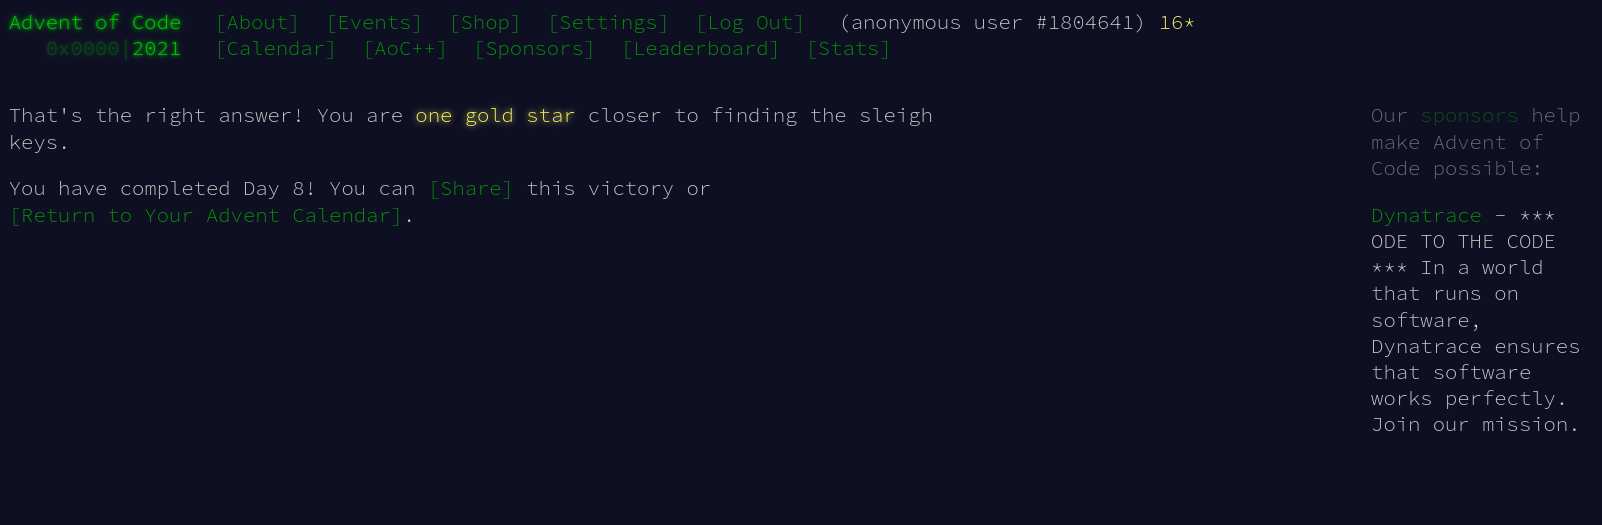 Advent of Code [About] [Events] [Shop] [Settings] [Log Out] (anonymous user #1804641) 16*
0x0000|2021 [Calendar] [AoC++] [Sponsors] [Leaderboard] [Stats]
That's the right answer! You are one gold star closer to finding the sleigh
keys.
You have completed Day 8! You can [Share] this victory or
[Return to Your Advent Calendar].
Our sponsors help
make Advent of
Code possible:
Dynatrace - ***
ODE TO THE CODE
*** In a world
that runs on
software,
Dynatrace ensures
that software
works perfectly.
Join our mission.